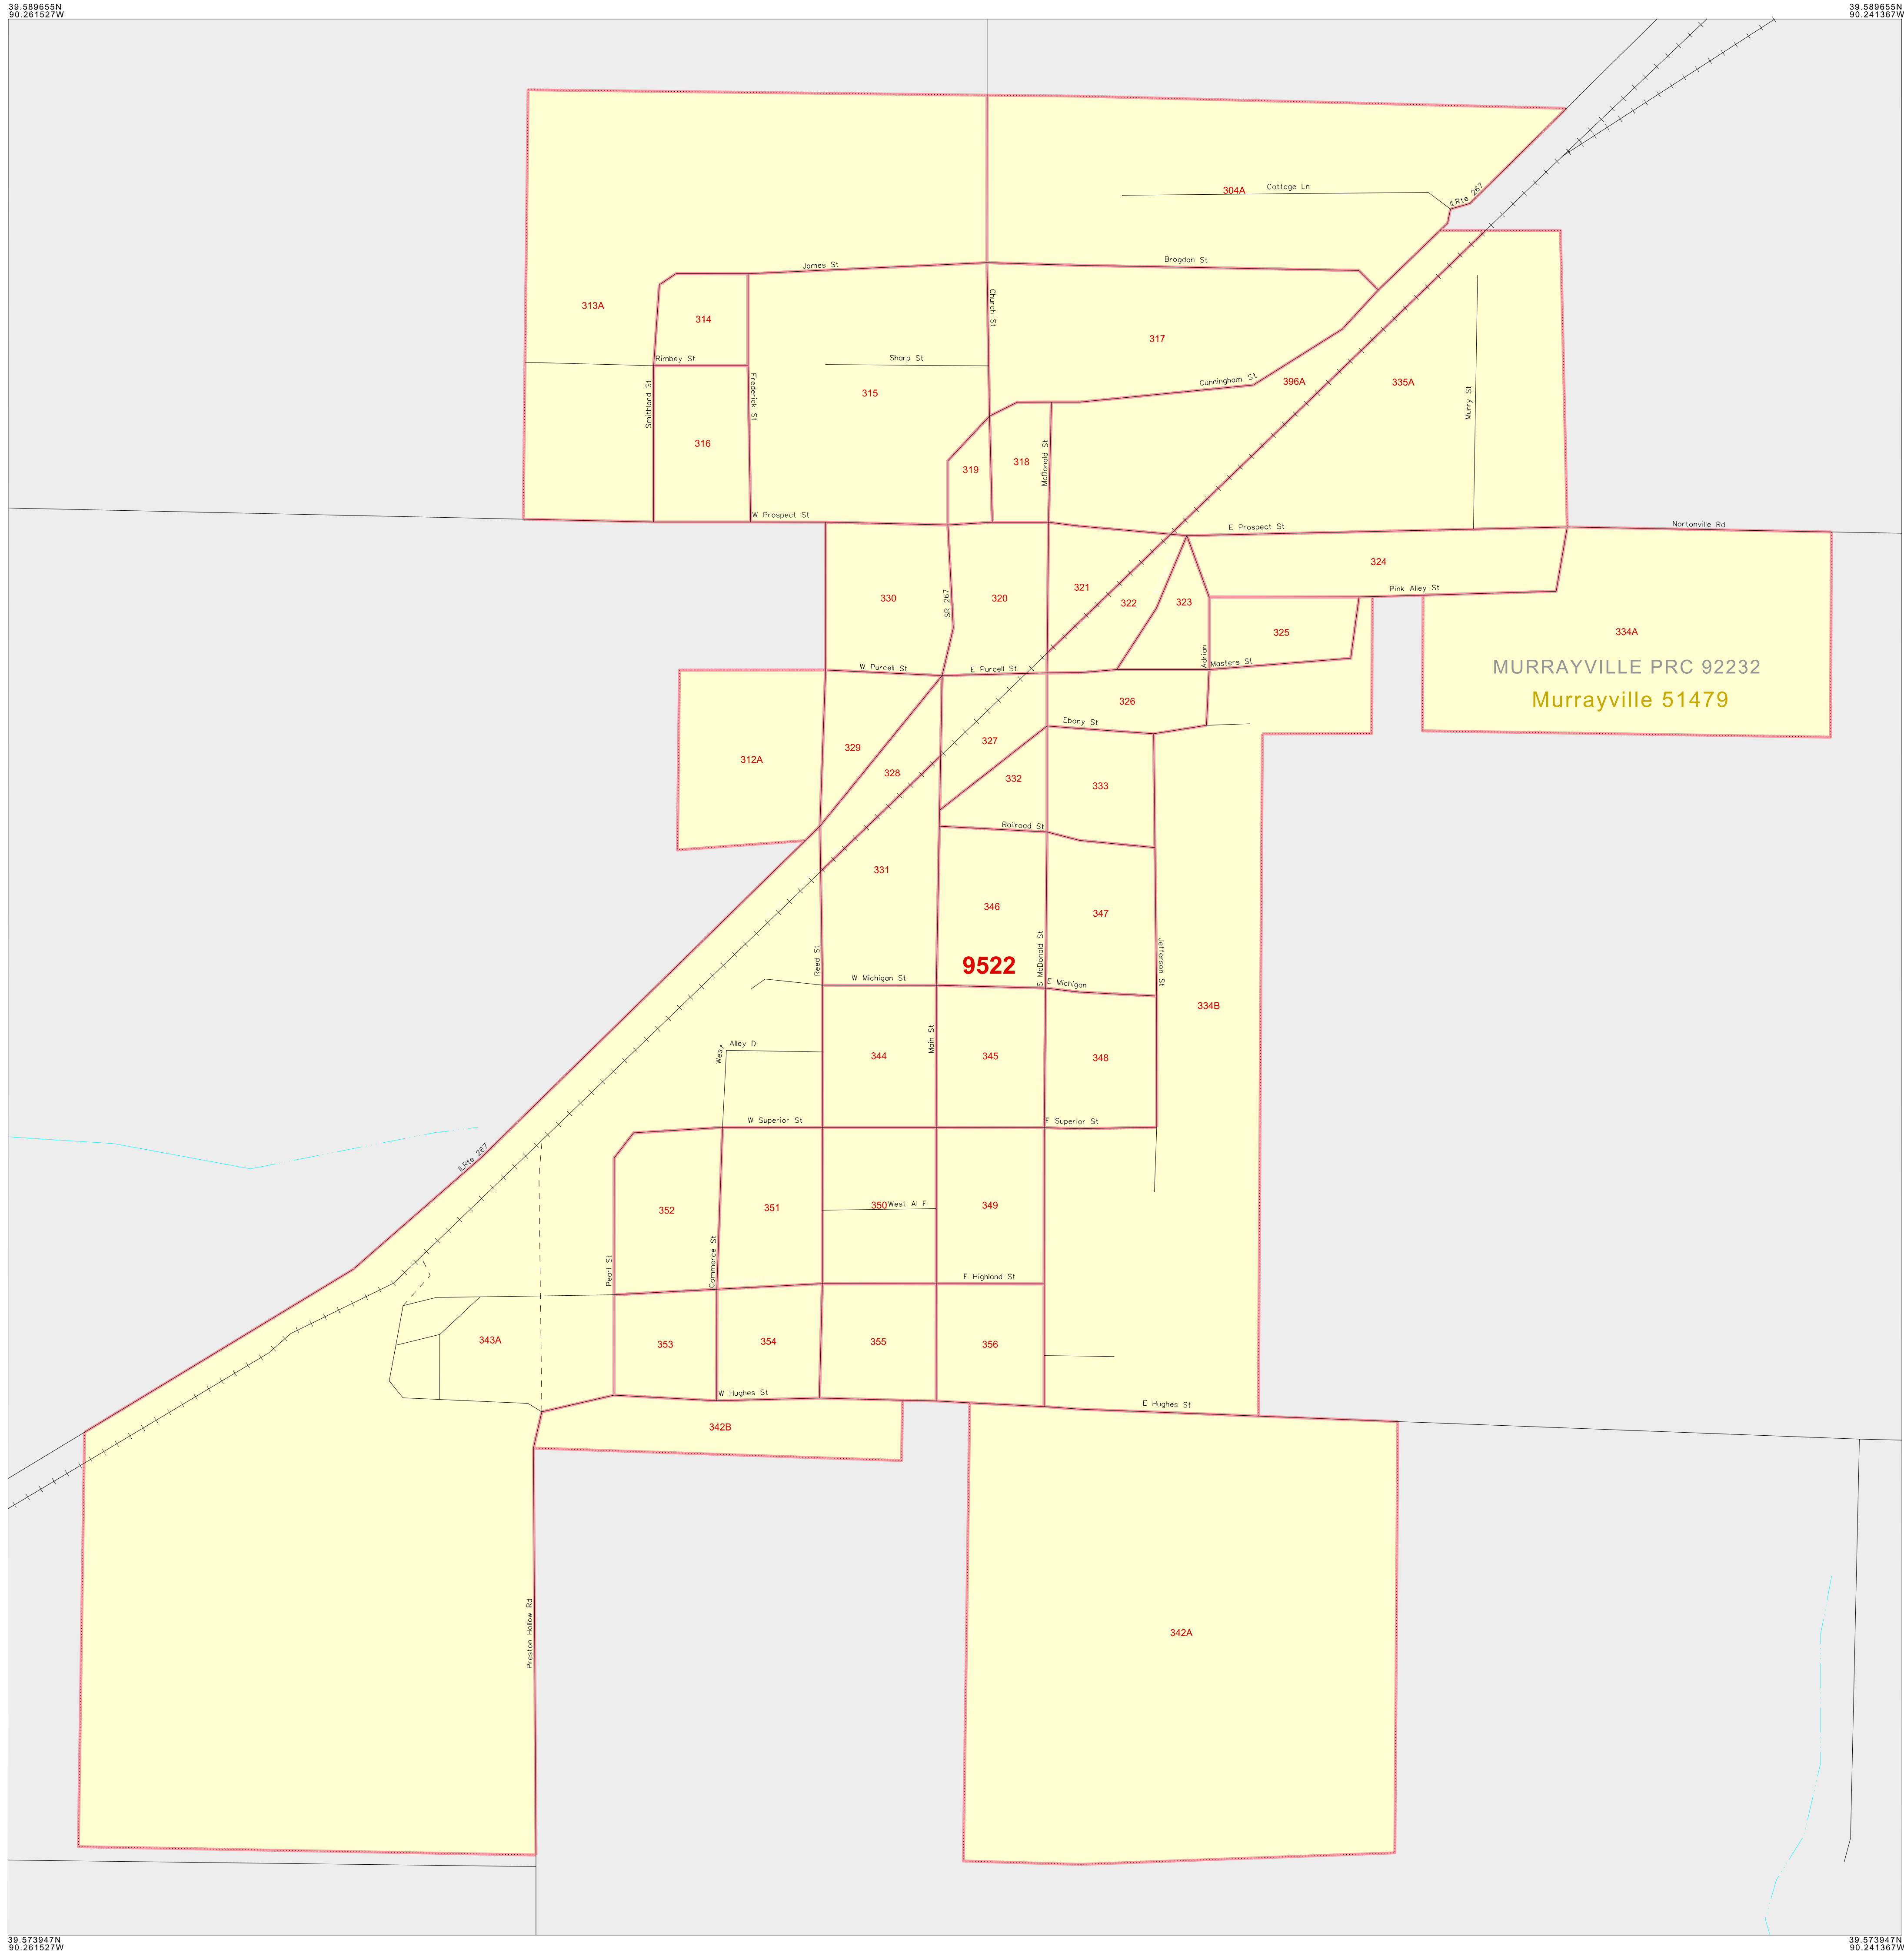 39.589655N
90.261527W
39.589655N
90.241367W
304A
Cottage Ln
ILRte 267
James St
Brogdon St
Church St
313A
314
317
Rimbey St
Sharp St
Smithland St
Frederick St
315
Cunningham St
396A
335A
Murry St
316
319
318
McDonald St
W Prospect St
E Prospect St
Nortonville Rd
324
Pink Alley St
330
SR 267
320
321
322
323
325
334A
Adrian
Masters St
W Purcell St
E Purcell St
MURRAYVILLE PRC 92232
Murrayville 51479
326
Ebony St
312A
329
328
327
332
333
Railroad St
331
346
347
Reed St
S McDonald St
Jefferson St
9522
W Michigan St
E Michigan
334B
West
Alley D
Main St
344
345
348
W Superior St
E Superior St
ILRte 267
352
351
350
West Al E
349
Pearl St
Commerce St
E Highland St
343A
353
354
355
356
W Hughes St
E Hughes St
342B
Preston Hollow Rd
342A
39.573947N
90.261527W
39.573947N
90.241367W